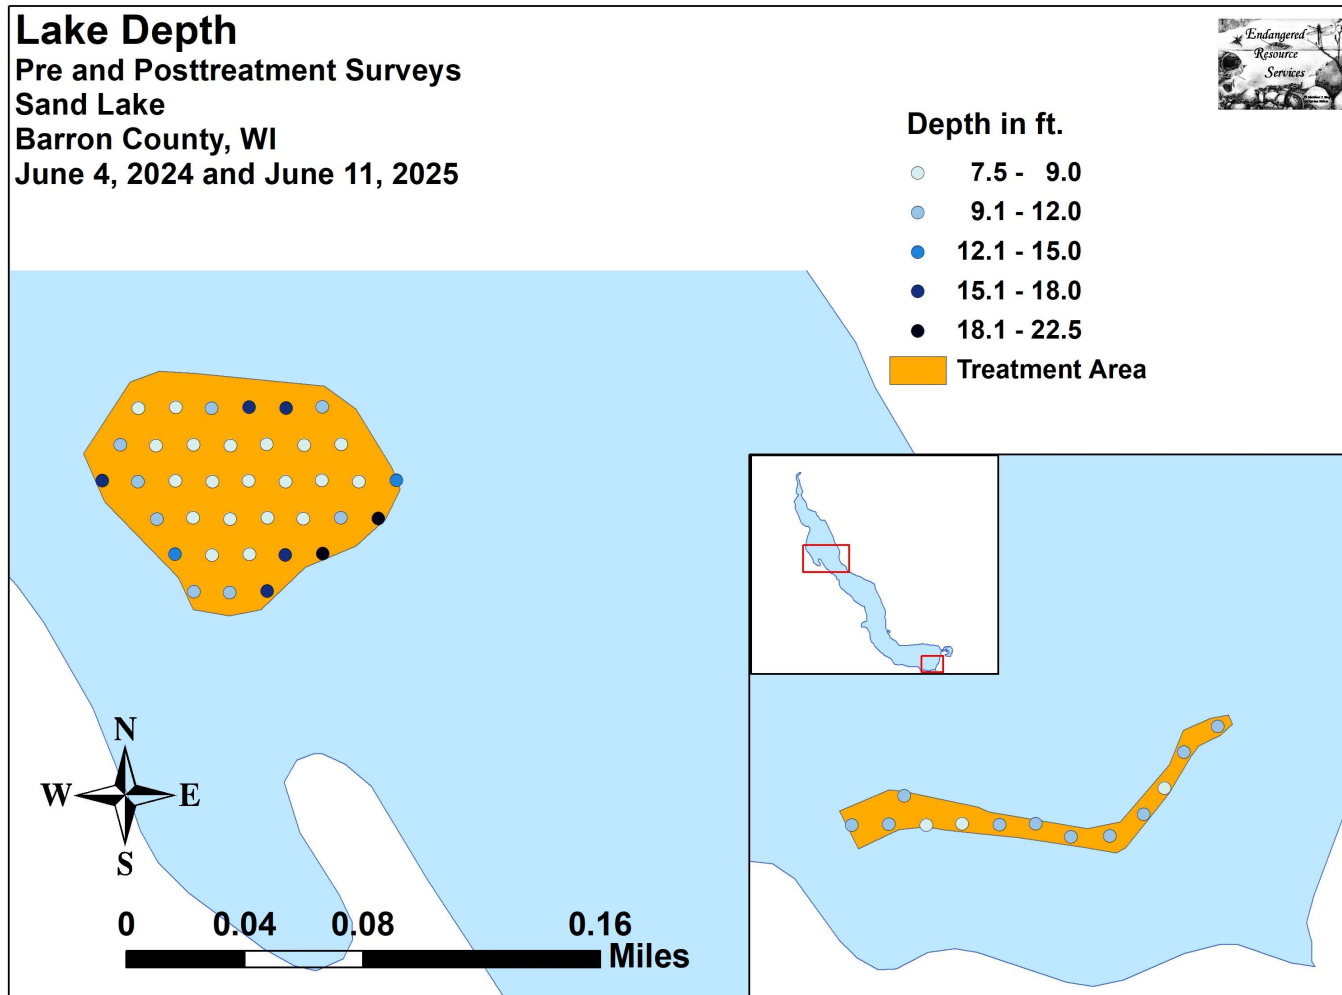 Lake Depth
Pre and Posttreatment Surveys
Sand Lake
Barron County, WI
June 4, 2024 and June 11, 2025
Endangered
Resource
Services
Depth in ft.
7.5 - 9.0
9.1 - 12.0
12.1 - 15.0
15.1 - 18.0
18.1 - 22.5
Treatment Area
N
W E
S
0 0.04 0.08 0.16
Miles